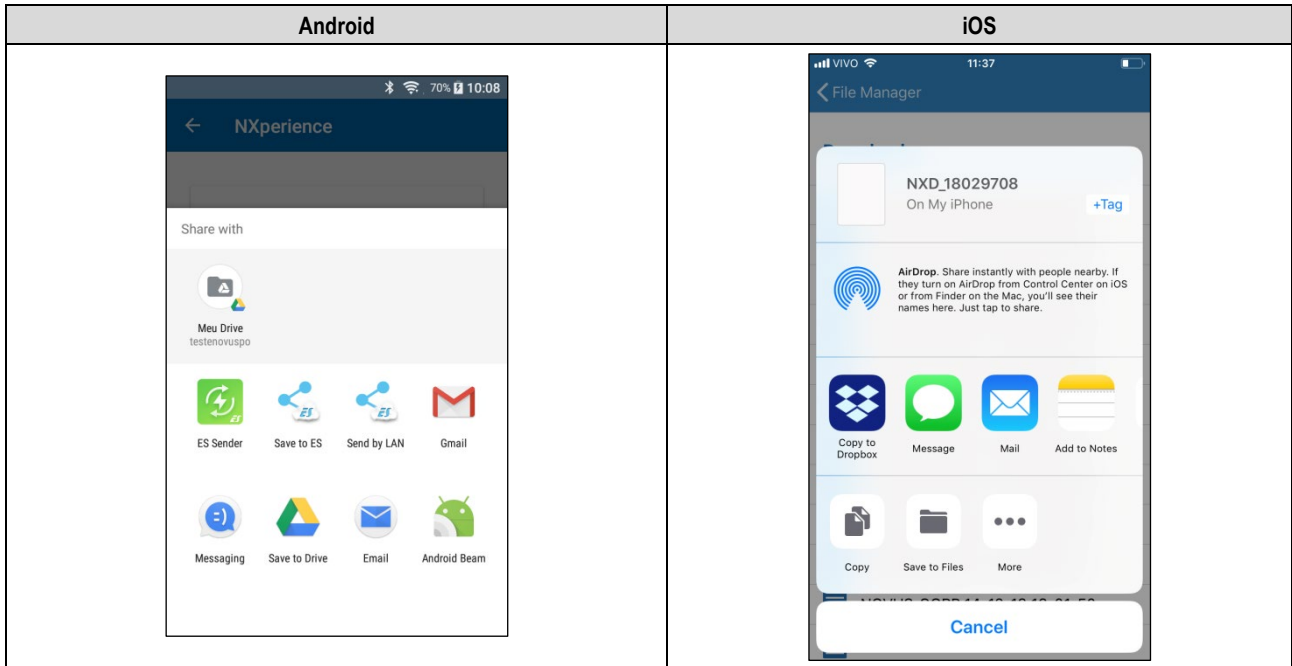 Android
iOS
70% 10:08
NXperience
Share with
Meu Drive
testenovuspo
ES Sender
Save to ES
Send by LAN
Gmail
Messaging
Save to Drive
Email
Android Beam
VIVO 11:37
File Manager
NXD_18029708
On My iPhone
+Tag
AirDrop. Share instantly with people nearby. If
they turn on AirDrop from Control Center on iOS
or from Finder on the Mac, you'll see their
names here. Just tap to share.
Copy to
Dropbox
Message
Mail
Add to Notes
Copy
Save to Files
More
Cancel